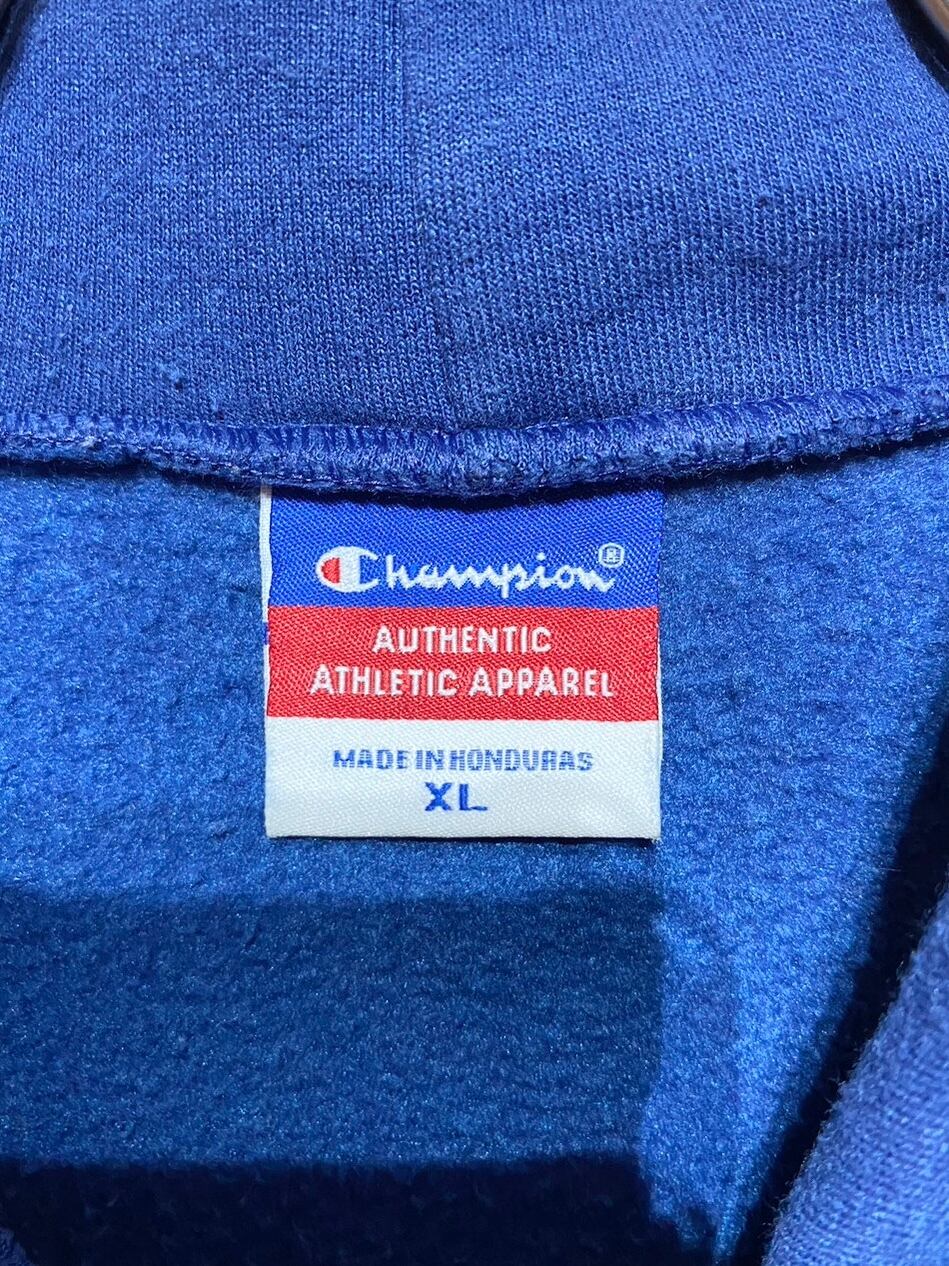 Champion®
AUTHENTIC
ATHLETIC APPAREL
MADE IN HONDURAS
XL